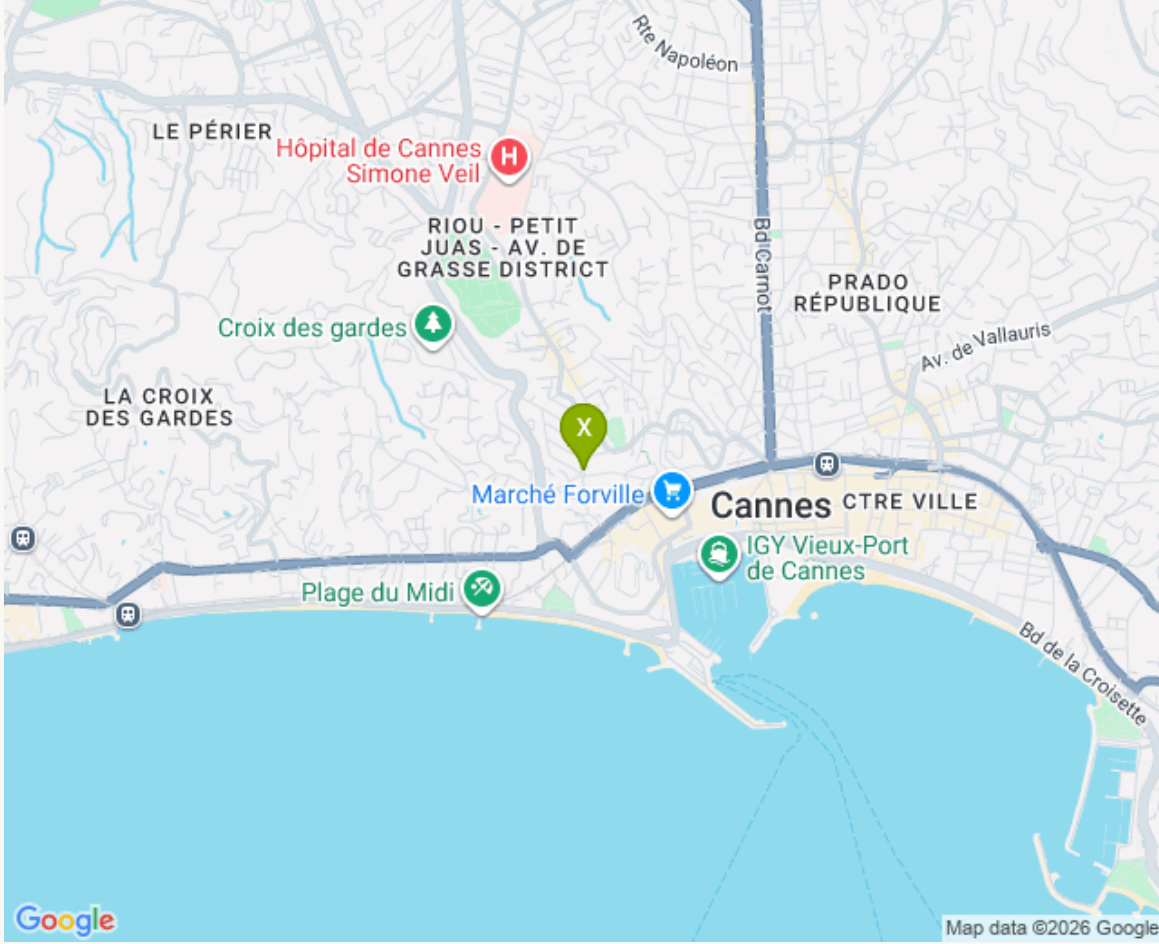 Rte Napoléon
LE PÉRIER
Hôpital de Cannes
Simone Veil
H
RIOU - PETIT
JUAS - AV. DE
GRASSE DISTRICT
Bd Carnot
PRADO
RÉPUBLIQUE
Croix des gardes
Av. de Vallauris
LA CROIX
DES GARDES
X
Marché Forville
Cannes
CTRE VILLE
IGY Vieux-Port
de Cannes
Plage du Midi
Bd de la Croisette
Google
Map data ©2026 Google